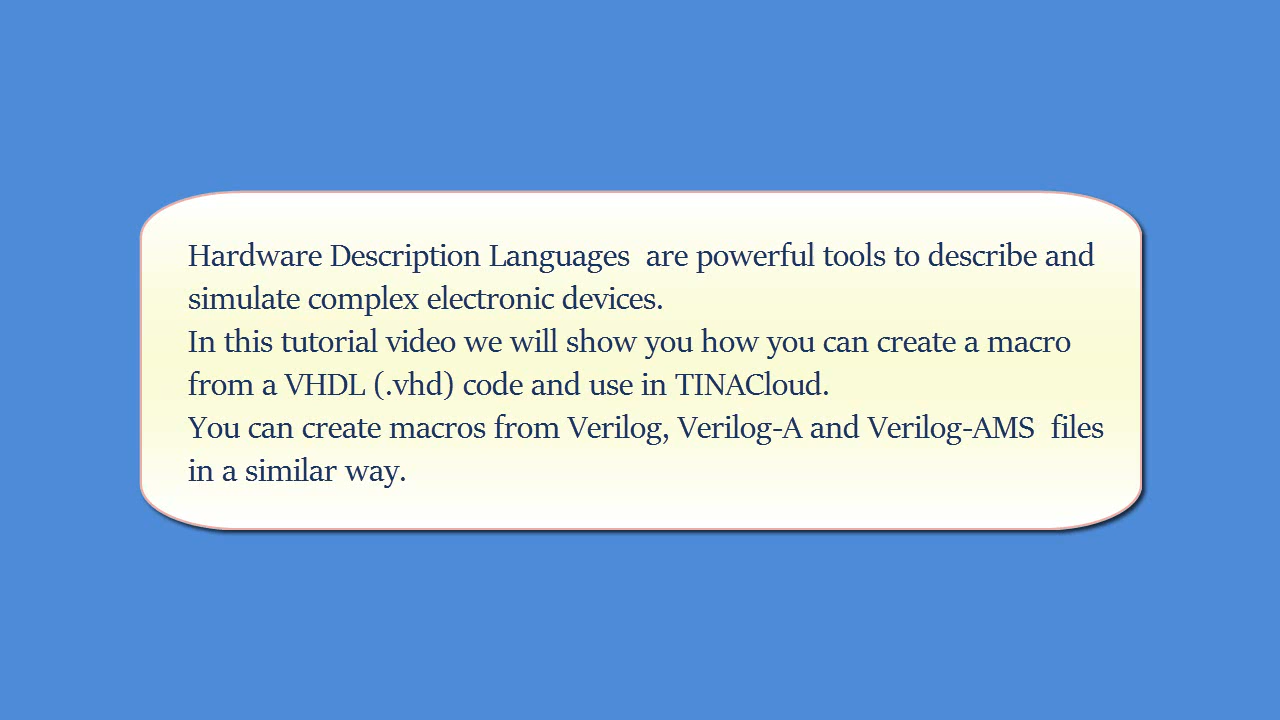 Hardware Description Languages  are powerful tools to describe and
simulate complex electronic devices.
In this tutorial video we will show you how you can create a macro
from a VHDL (.vhd) code and use in TINACloud.
You can create macros from Verilog, Verilog-A and Verilog-AMS  files
in a similar way.